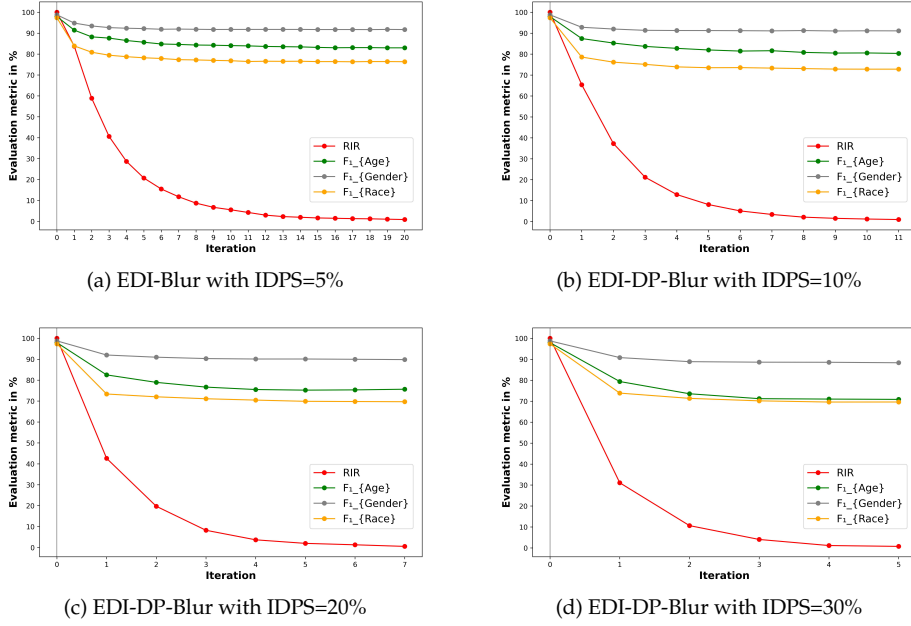 100
90
80
70
60
50
40
30
20
10
0
Evaluation metric in %
RIR
F₁_{Age}
F₁_{Gender}
F₁_{Race}
0 1 2 3 4 5 6 7 8 9 10 11 12 13 14 15 16 17 18 19 20
Iteration
(a) EDI-Blur with IDPS=5%
100
90
80
70
60
50
40
30
20
10
0
Evaluation metric in %
RIR
F₁_{Age}
F₁_{Gender}
F₁_{Race}
0 1 2 3 4 5 6 7 8 9 10 11
Iteration
(b) EDI-DP-Blur with IDPS=10%
100
90
80
70
60
50
40
30
20
10
0
Evaluation metric in %
RIR
F₁_{Age}
F₁_{Gender}
F₁_{Race}
0 1 2 3 4 5 6 7
Iteration
(c) EDI-DP-Blur with IDPS=20%
100
90
80
70
60
50
40
30
20
10
0
Evaluation metric in %
RIR
F₁_{Age}
F₁_{Gender}
F₁_{Race}
0 1 2 3 4 5
Iteration
(d) EDI-DP-Blur with IDPS=30%